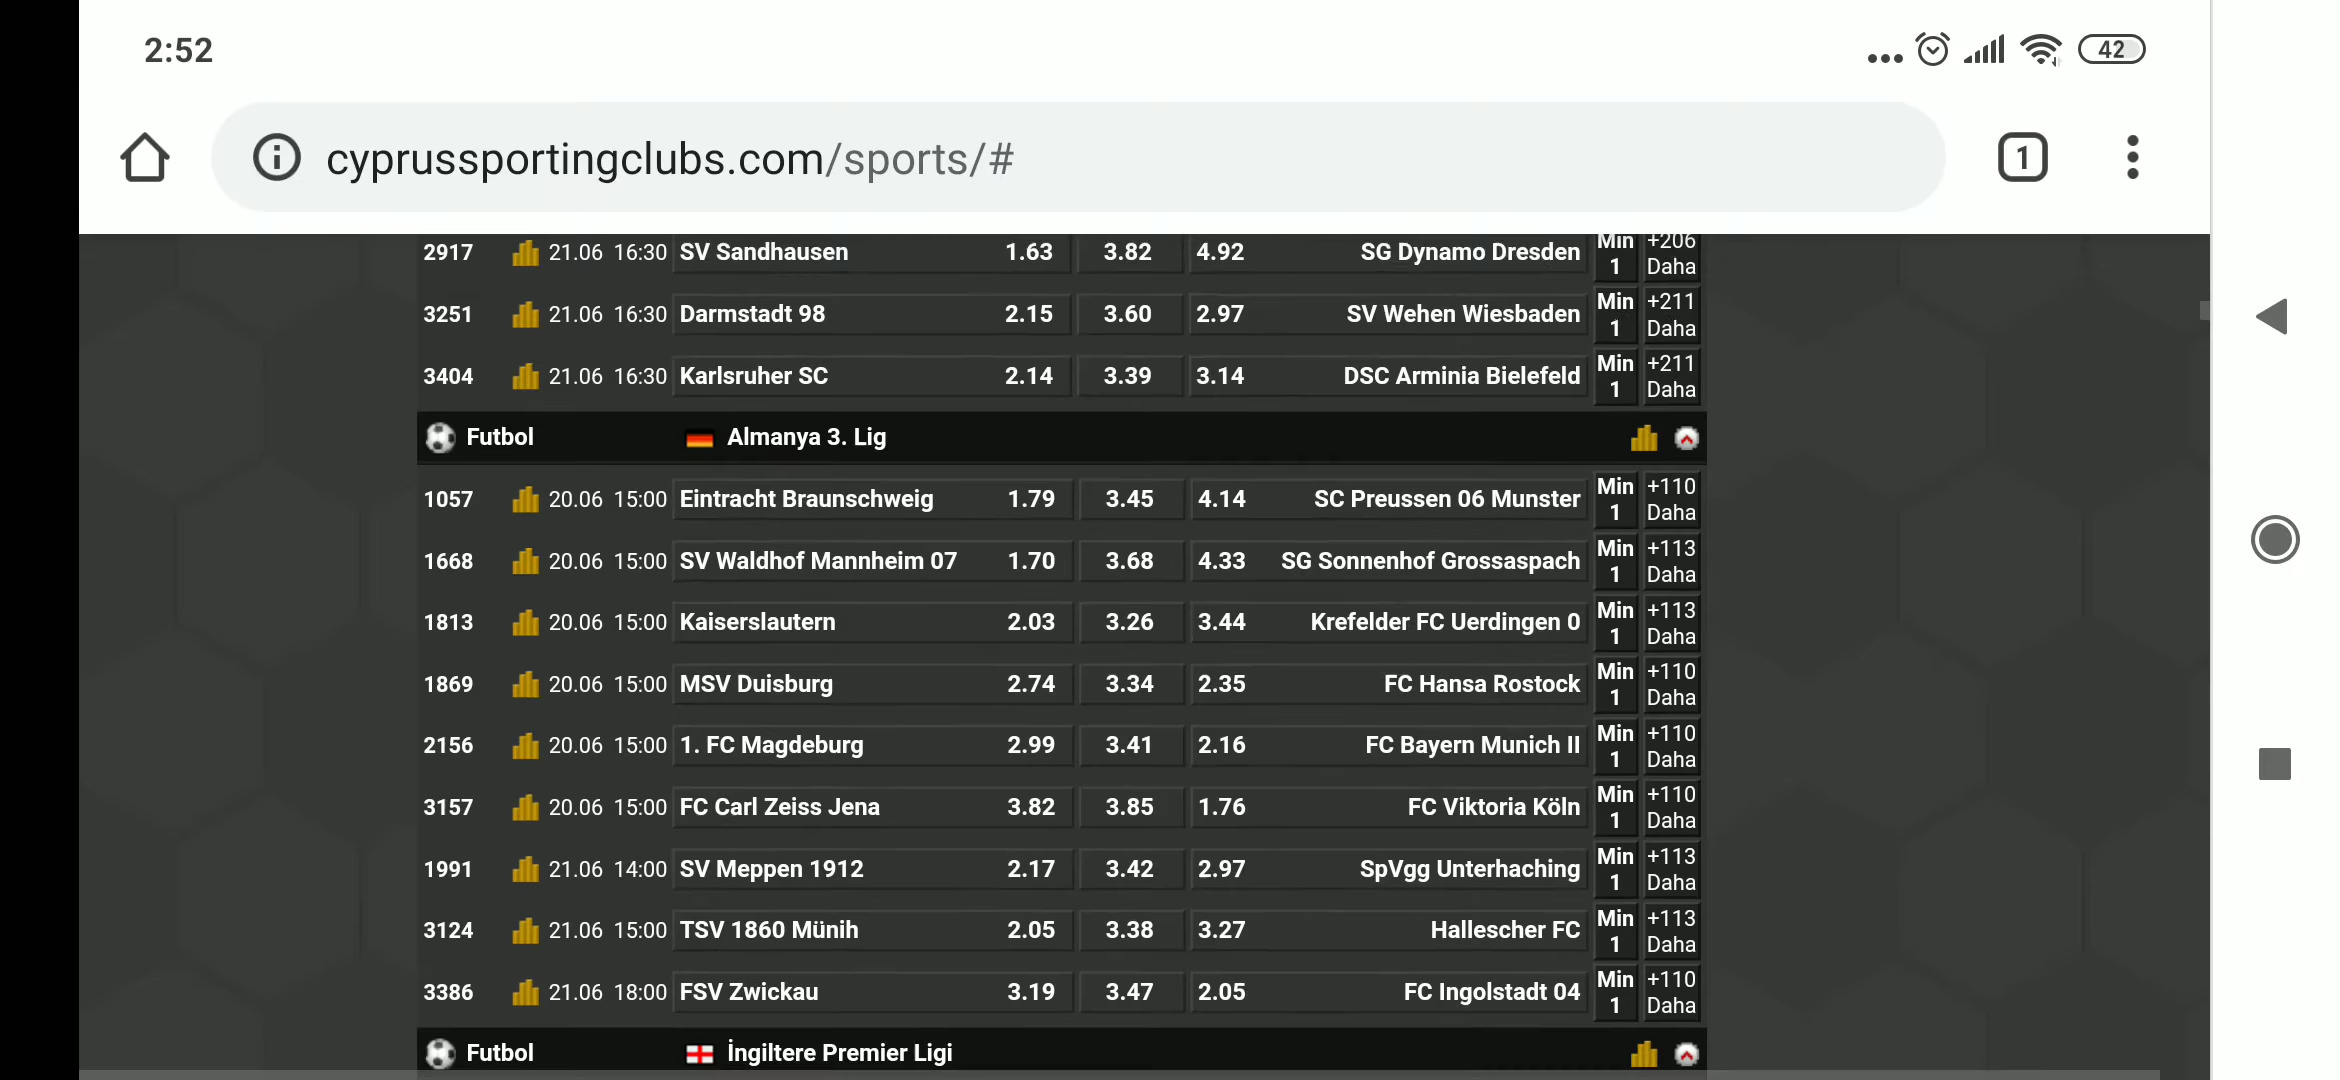 2:52
42
cyprussportingclubs.com/sports/#
1
2917 21.06 16:30 SV Sandhausen 1.63 3.82 4.92 SG Dynamo Dresden Min 1 +206 Daha
3251 21.06 16:30 Darmstadt 98 2.15 3.60 2.97 SV Wehen Wiesbaden Min 1 +211 Daha
3404 21.06 16:30 Karlsruher SC 2.14 3.39 3.14 DSC Arminia Bielefeld Min 1 +211 Daha
Futbol Almanya 3. Lig
1057 20.06 15:00 Eintracht Braunschweig 1.79 3.45 4.14 SC Preussen 06 Munster Min 1 +110 Daha
1668 20.06 15:00 SV Waldhof Mannheim 07 1.70 3.68 4.33 SG Sonnenhof Grossaspach Min 1 +113 Daha
1813 20.06 15:00 Kaiserslautern 2.03 3.26 3.44 Krefelder FC Uerdingen 0 Min 1 +113 Daha
1869 20.06 15:00 MSV Duisburg 2.74 3.34 2.35 FC Hansa Rostock Min 1 +110 Daha
2156 20.06 15:00 1. FC Magdeburg 2.99 3.41 2.16 FC Bayern Munich II Min 1 +110 Daha
3157 20.06 15:00 FC Carl Zeiss Jena 3.82 3.85 1.76 FC Viktoria Köln Min 1 +110 Daha
1991 21.06 14:00 SV Meppen 1912 2.17 3.42 2.97 SpVgg Unterhaching Min 1 +113 Daha
3124 21.06 15:00 TSV 1860 Münih 2.05 3.38 3.27 Hallescher FC Min 1 +113 Daha
3386 21.06 18:00 FSV Zwickau 3.19 3.47 2.05 FC Ingolstadt 04 Min 1 +110 Daha
Futbol İngiltere Premier Ligi